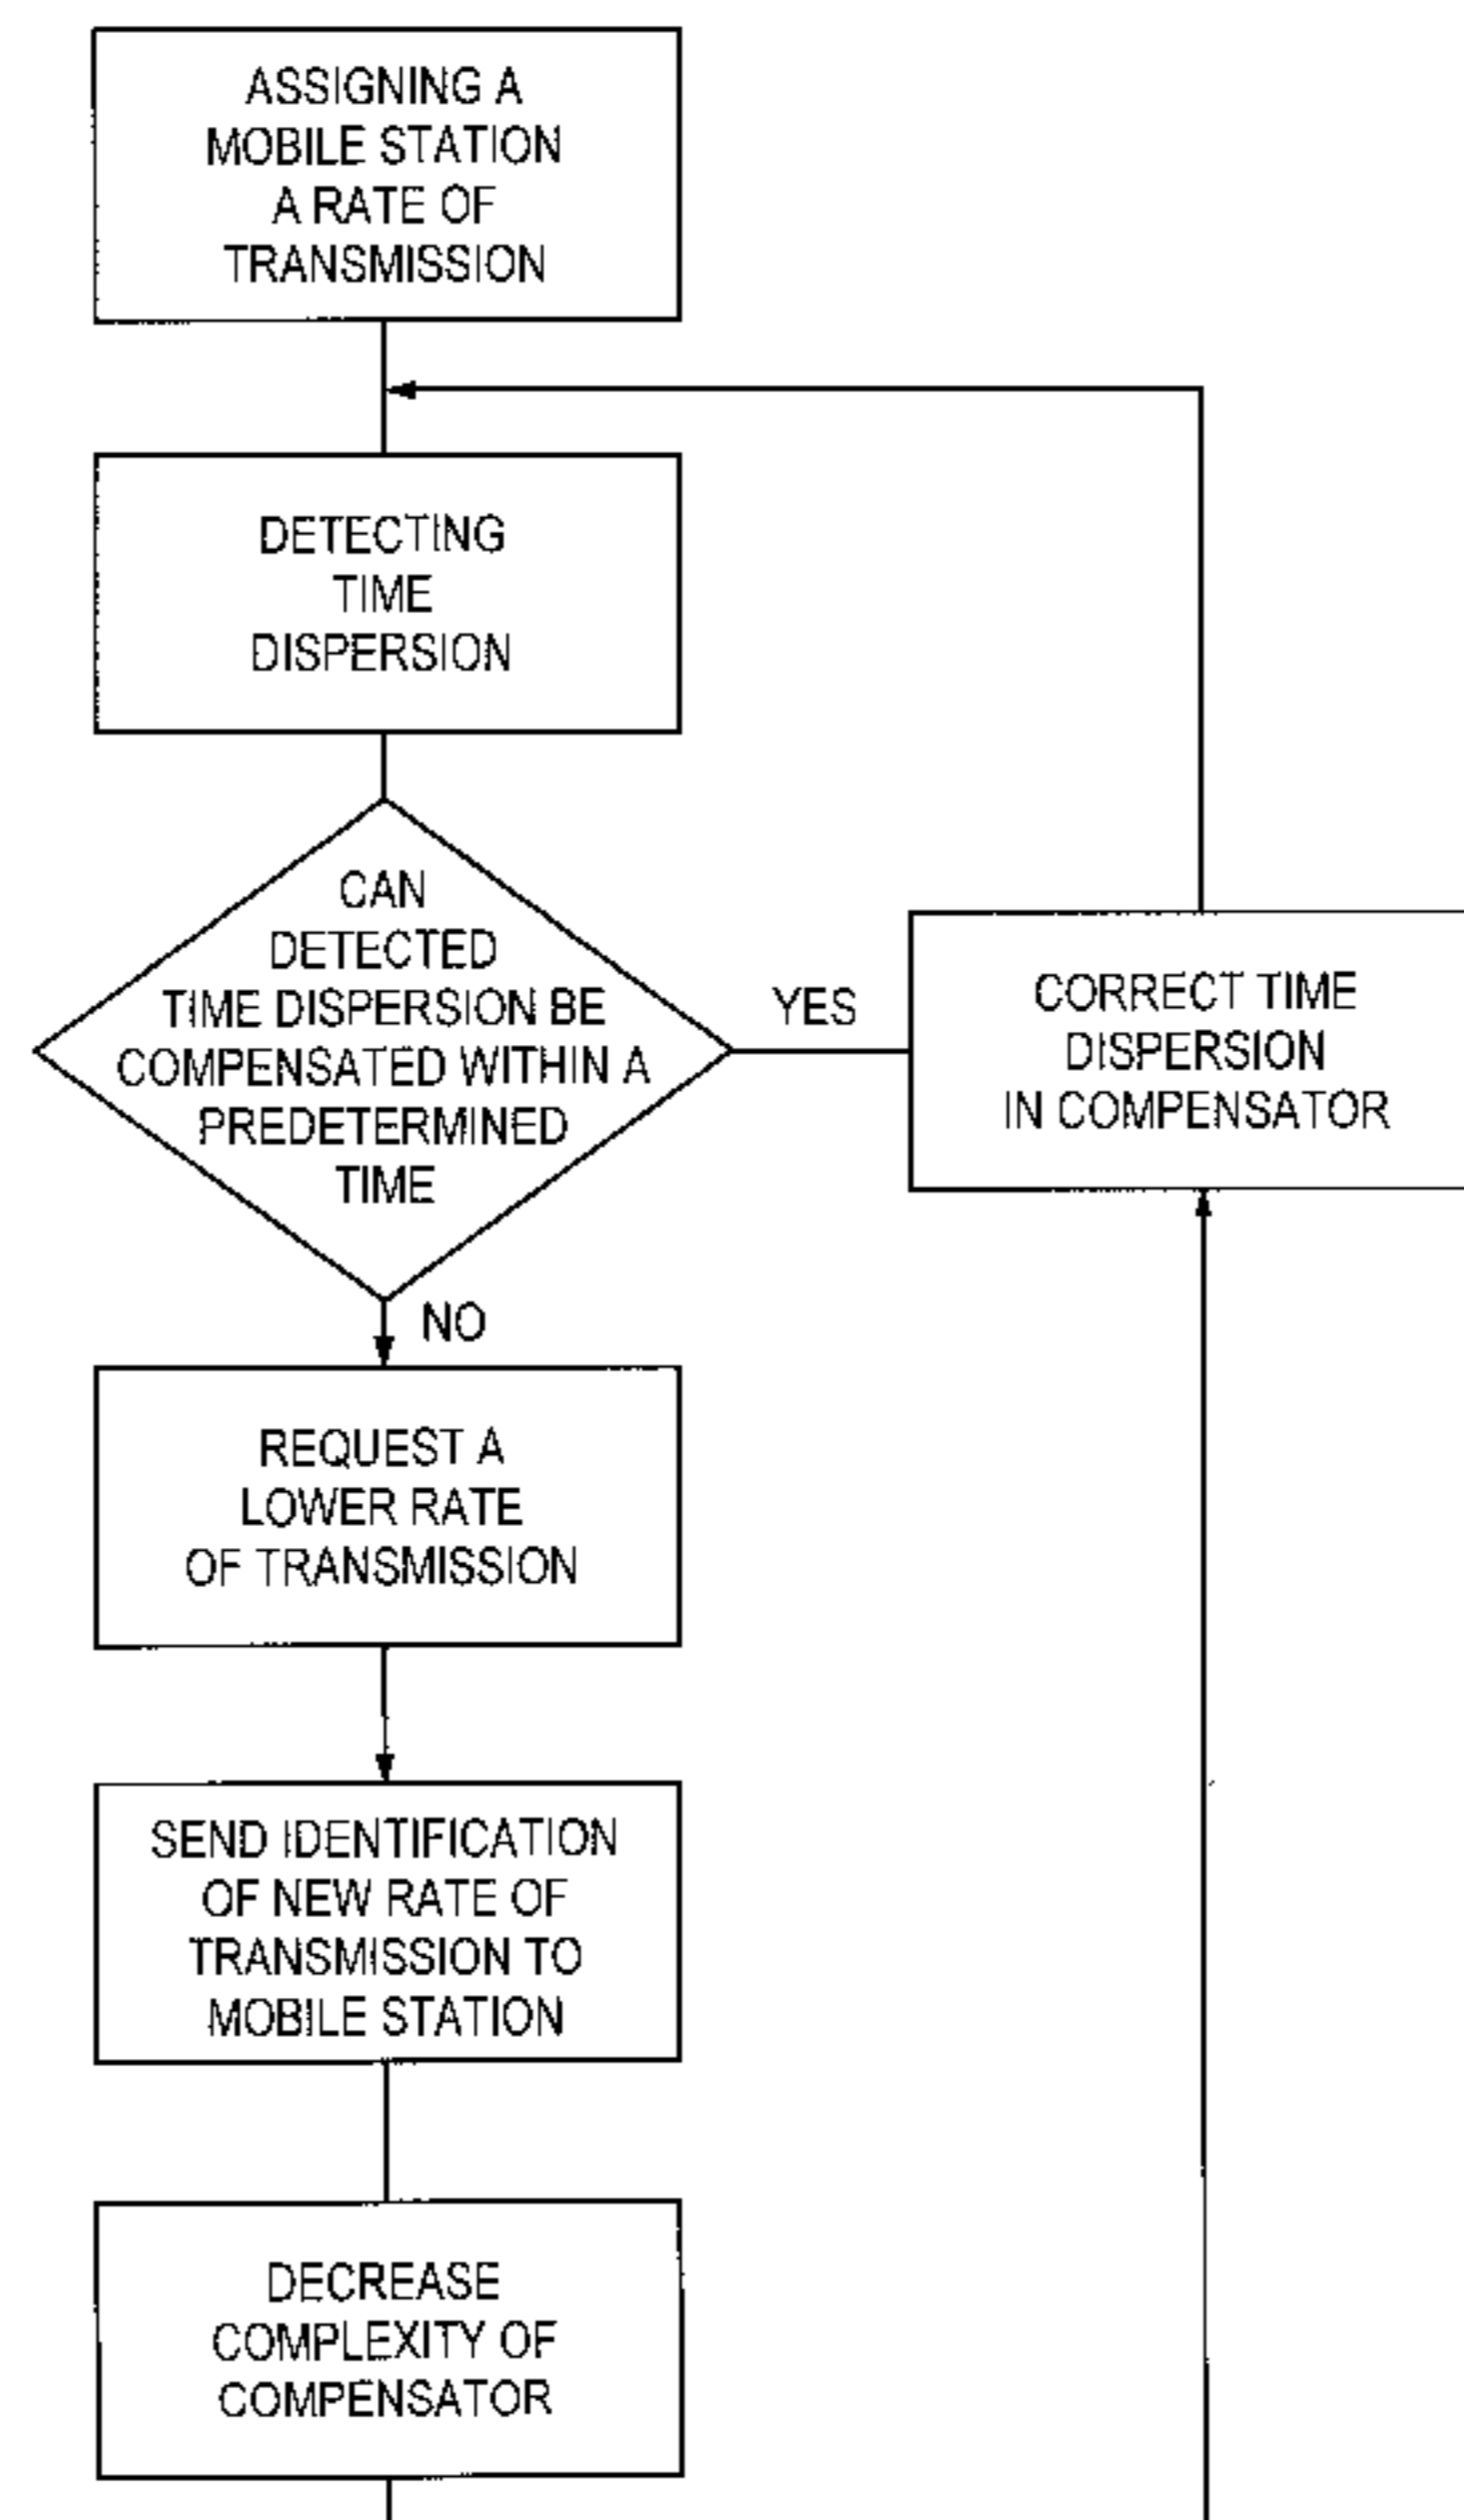 ASSIGNING A
MOBILE STATION
A RATE OF
TRANSMISSION
DETECTING
TIME
DISPERSION
CAN
DETECTED
TIME DISPERSION BE
COMPENSATED WITHIN A
PREDETERMINED
TIME
YES
CORRECT TIME
DISPERSION
IN COMPENSATOR
NO
REQUEST A
LOWER RATE
OF TRANSMISSION
SEND IDENTIFICATION
OF NEW RATE OF
TRANSMISSION TO
MOBILE STATION
DECREASE
COMPLEXITY OF
COMPENSATOR